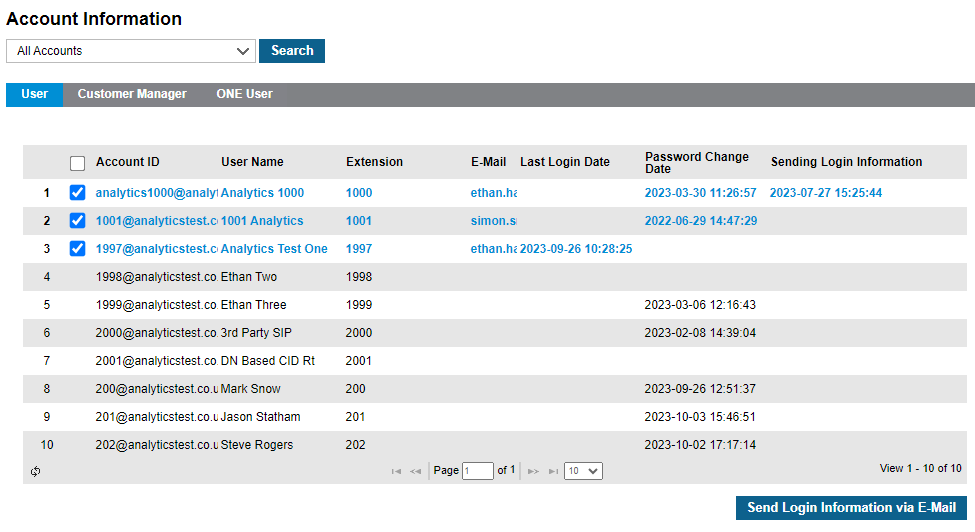 Account Information
All Accounts Search
User Customer Manager ONE User
Account ID User Name Extension E-Mail Last Login Date Password Change Date Sending Login Information
1 analytics1000@analyt Analytics 1000 1000 ethan.ha 2023-03-30 11:26:57 2023-07-27 15:25:44
2 1001@analyticstest.co 1001 Analytics 1001 simon.s 2022-06-29 14:47:29
3 1997@analyticstest.co Analytics Test One 1997 ethan.ha 2023-09-26 10:28:25
4 1998@analyticstest.co Ethan Two 1998
5 1999@analyticstest.co Ethan Three 1999 2023-03-06 12:16:43
6 2000@analyticstest.co 3rd Party SIP 2000 2023-02-08 14:39:04
7 2001@analyticstest.co DN Based CID Rt 2001
8 200@analyticstest.co.u Mark Snow 200 2023-09-26 12:51:37
9 201@analyticstest.co.u Jason Statham 201 2023-10-03 15:46:51
10 202@analyticstest.co.u Steve Rogers 202 2023-10-02 17:17:14
Page 1 of 1 10 View 1 - 10 of 10
Send Login Information via E-Mail